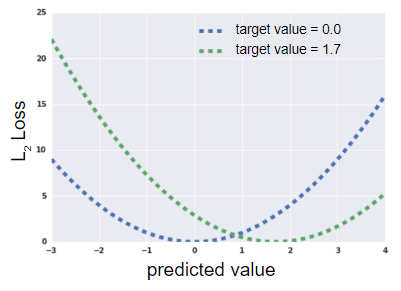 25
20
15
10
5
0
L2 Loss
target value = 0.0
target value = 1.7
−3 −2 −1 0 1 2 3 4
predicted value